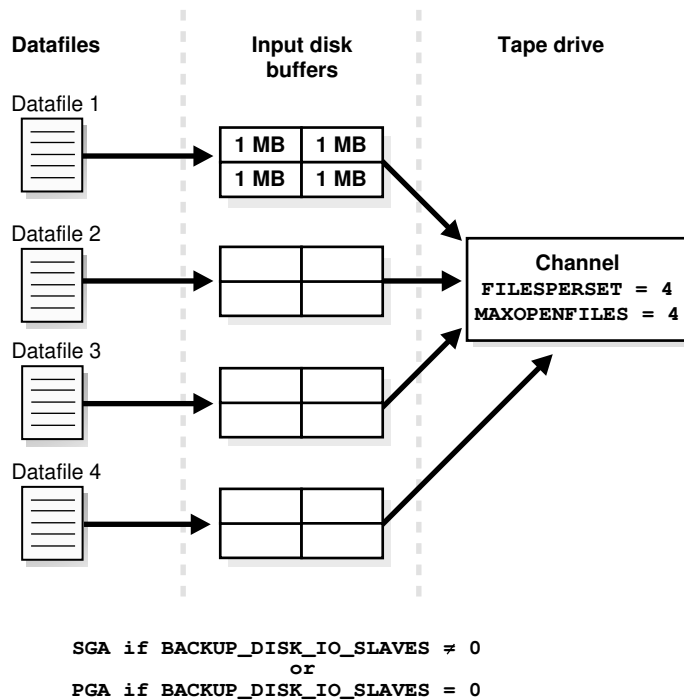 Datafiles
Input disk
buffers
Tape drive
Datafile 1
1 MB 1 MB
1 MB 1 MB
Datafile 2
Channel
FILESPERSET = 4
MAXOPENFILES = 4
Datafile 3
Datafile 4
SGA if BACKUP_DISK_IO_SLAVES ≠ 0
or
PGA if BACKUP_DISK_IO_SLAVES = 0